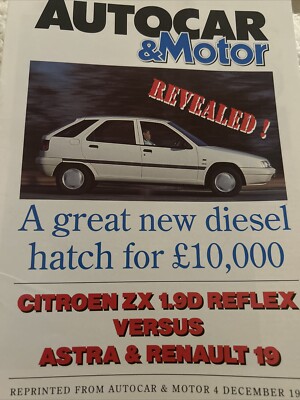 AUTOCAR
&Motor
REVEALED!
A great new diesel
hatch for £10,000
CITROEN ZX 1.9D REFLEX
VERSUS
ASTRA & RENAULT 19
REPRINTED FROM AUTOCAR & MOTOR 4 DECEMBER 19